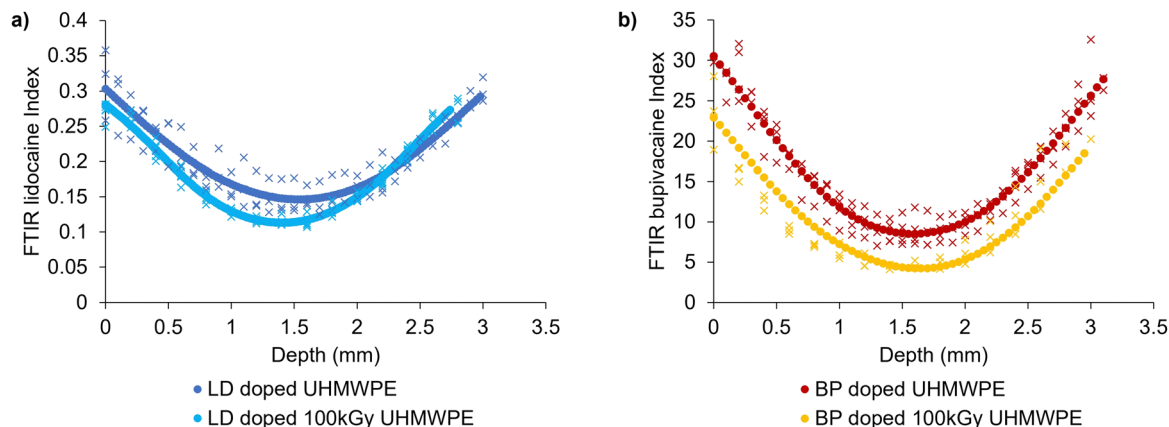 a)
FTIR lidocaine Index
0.4
0.35
0.3
0.25
0.2
0.15
0.1
0.05
0
0 0.5 1 1.5 2 2.5 3 3.5
Depth (mm)
LD doped UHMWPE
LD doped 100kGy UHMWPE
b)
FTIR bupivacaine Index
35
30
25
20
15
10
5
0
0 0.5 1 1.5 2 2.5 3 3.5
Depth (mm)
BP doped UHMWPE
BP doped 100kGy UHMWPE